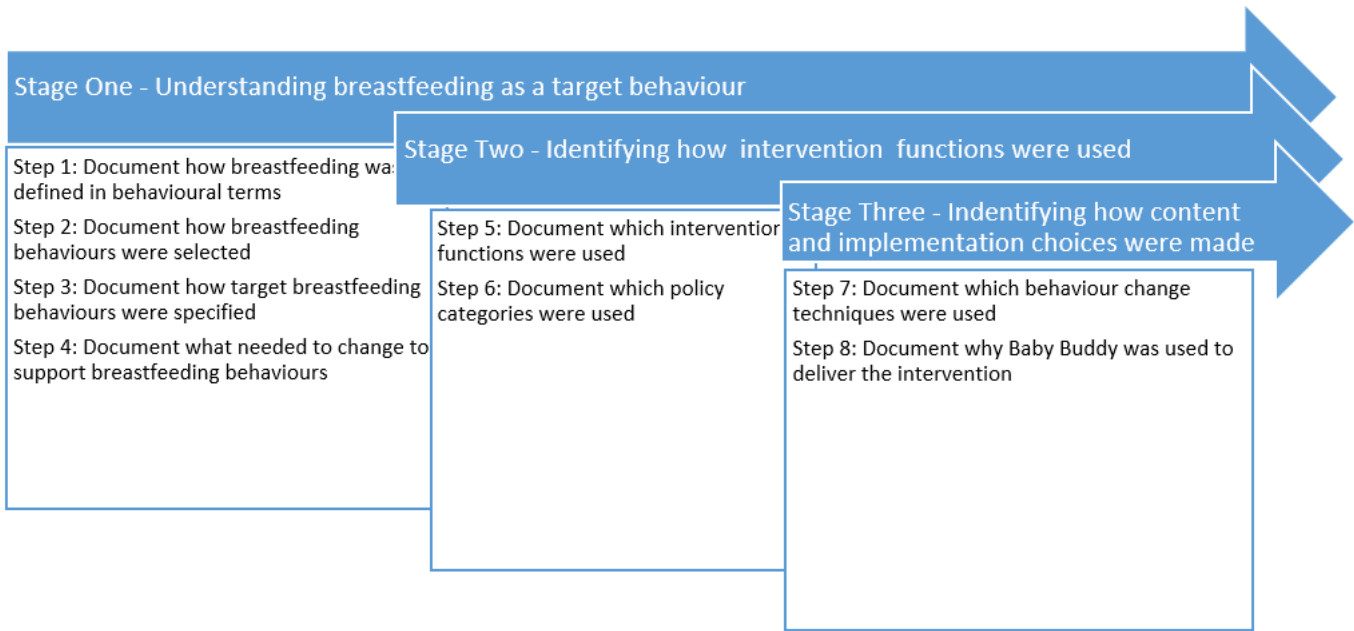 Stage One - Understanding breastfeeding as a target behaviour
Step 1: Document how breastfeeding was
defined in behavioural terms
Step 2: Document how breastfeeding
behaviours were selected
Step 3: Document how target breastfeeding
behaviours were specified
Step 4: Document what needed to change to
support breastfeeding behaviours
Stage Two - Identifying how  intervention  functions were used
Step 5: Document which intervention
functions were used
Step 6: Document which policy
categories were used
Stage Three - Indentifying how content
and implementation choices were made
Step 7: Document which behaviour change
techniques were used
Step 8: Document why Baby Buddy was used to
deliver the intervention